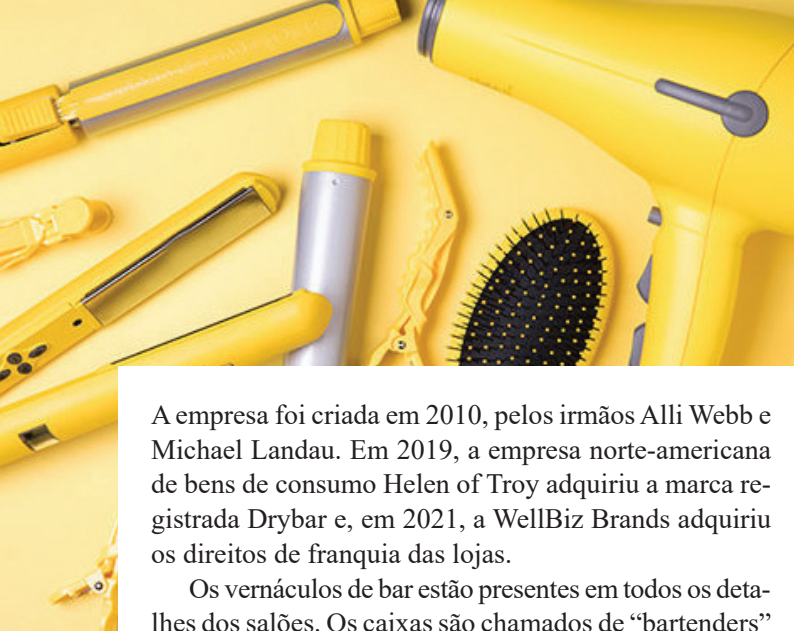 A empresa foi criada em 2010, pelos irmãos Alli Webb e
Michael Landau. Em 2019, a empresa norte-americana
de bens de consumo Helen of Troy adquiriu a marca re-
gistrada Drybar e, em 2021, a WellBiz Brands adquiriu
os direitos de franquia das lojas.
Os vernáculos de bar estão presentes em todos os deta-
lhes dos salões. Os caixas são chamados de “bartenders”